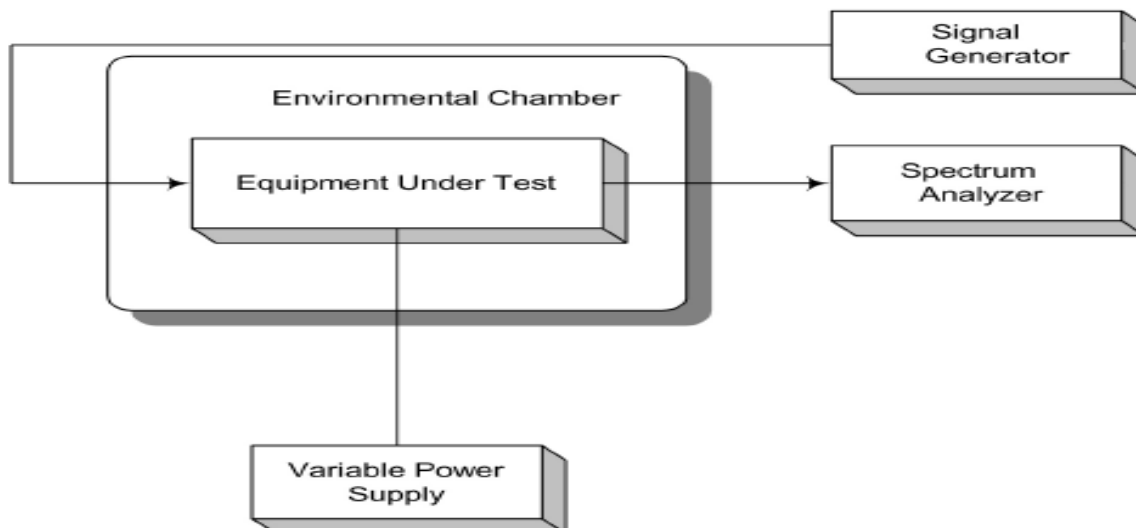 Signal
Generator
Environmental Chamber
Equipment Under Test
Spectrum
Analyzer
Variable Power
Supply